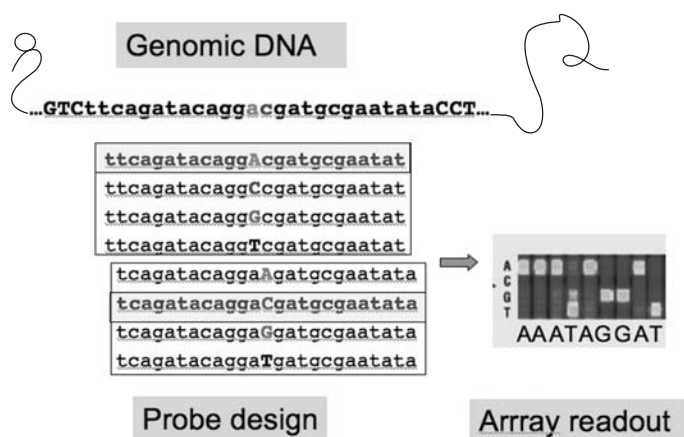 Genomic DNA
…GTCttcagatacaggacgatgcgaatataCCT…
ttcagatacaggAcgatgcgaatat
ttcagatacaggCcgatgcgaatat
ttcagatacaggGcgatgcgaatat
ttcagatacaggTcgatgcgaatat
tcagatacaggaAgatgcgaatata
tcagatacaggaCgatgcgaatata
tcagatacaggaGgatgcgaatata
tcagatacaggaTgatgcgaatata
A
C
G
T
AAATAGGAT
Probe design
Arrray readout